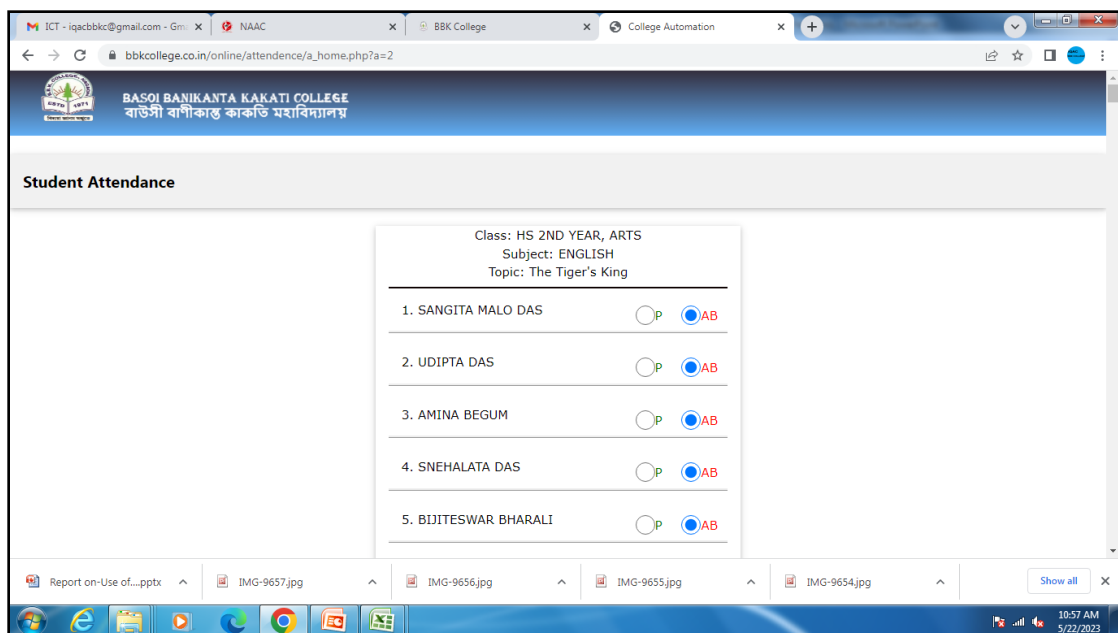 ICT - iqacbbkc@gmail.com - Gm
NAAC
BBK College
College Automation
bbkcollege.co.in/online/attendence/a_home.php?a=2
BASOI BANIKANTA KAKATI COLLEGE
বাউসী বাণীকান্ত কাকতি মহাবিদ্যালয়
Student Attendance
Class: HS 2ND YEAR, ARTS
Subject: ENGLISH
Topic: The Tiger's King
1. SANGITA MALO DAS P AB
2. UDIPTA DAS P AB
3. AMINA BEGUM P AB
4. SNEHALATA DAS P AB
5. BIJITESWAR BHARALI P AB
Report on-Use of....pptx
IMG-9657.jpg
IMG-9656.jpg
IMG-9655.jpg
IMG-9654.jpg
Show all
10:57 AM
5/22/2023